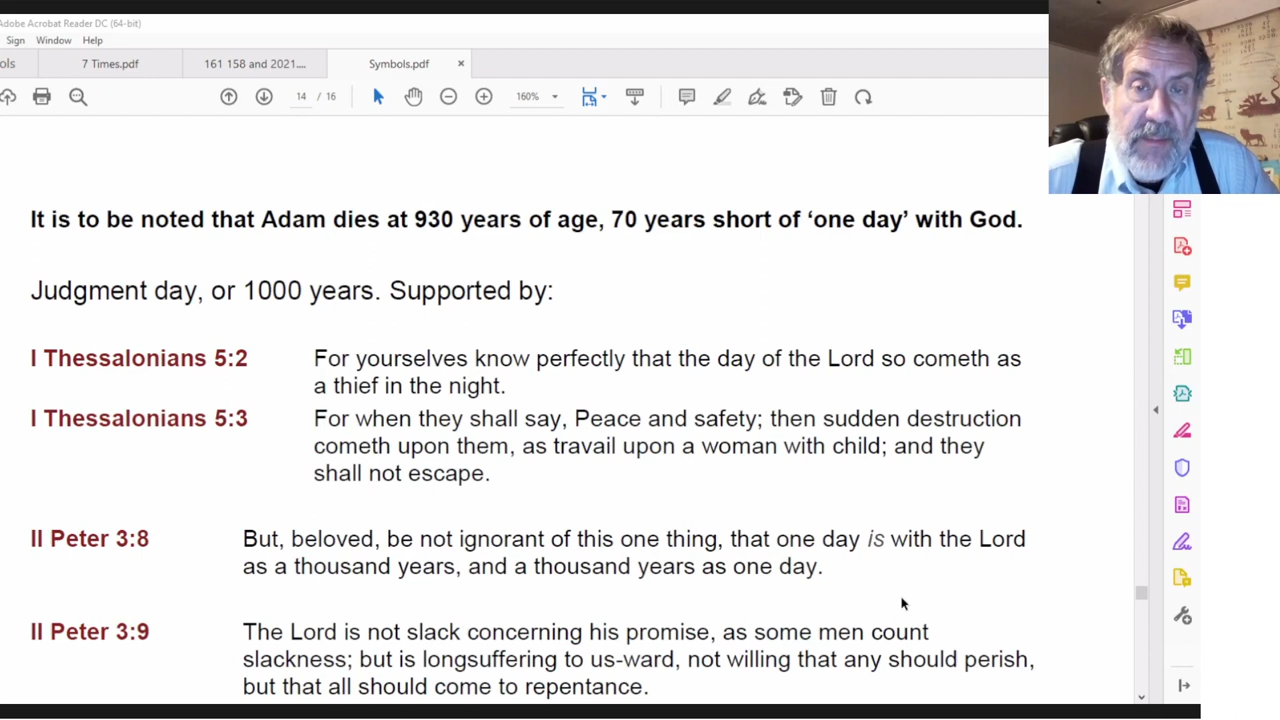 Adobe Acrobat Reader DC (64-bit)
Sign Window Help
ols 7 Times.pdf 161 158 and 2021.... Symbols.pdf ×
14 / 16 160%
It is to be noted that Adam dies at 930 years of age, 70 years short of ‘one day’ with God.
Judgment day, or 1000 years. Supported by:
I Thessalonians 5:2 For yourselves know perfectly that the day of the Lord so cometh as
a thief in the night.
I Thessalonians 5:3 For when they shall say, Peace and safety; then sudden destruction
cometh upon them, as travail upon a woman with child; and they
shall not escape.
II Peter 3:8 But, beloved, be not ignorant of this one thing, that one day is with the Lord
as a thousand years, and a thousand years as one day.
II Peter 3:9 The Lord is not slack concerning his promise, as some men count
slackness; but is longsuffering to us-ward, not willing that any should perish,
but that all should come to repentance.